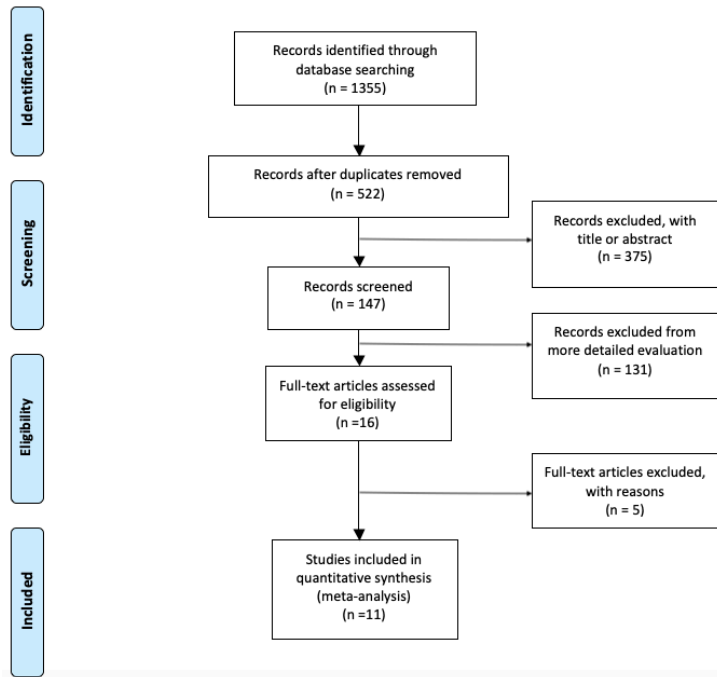 Identification
Records identified through
database searching
(n = 1355)
Records after duplicates removed
(n = 522)
Screening
Records excluded, with
title or abstract
(n = 375)
Records screened
(n = 147)
Records excluded from
more detailed evaluation
(n = 131)
Eligibility
Full-text articles assessed
for eligibility
(n =16)
Full-text articles excluded,
with reasons
(n = 5)
Included
Studies included in
quantitative synthesis
(meta-analysis)
(n =11)